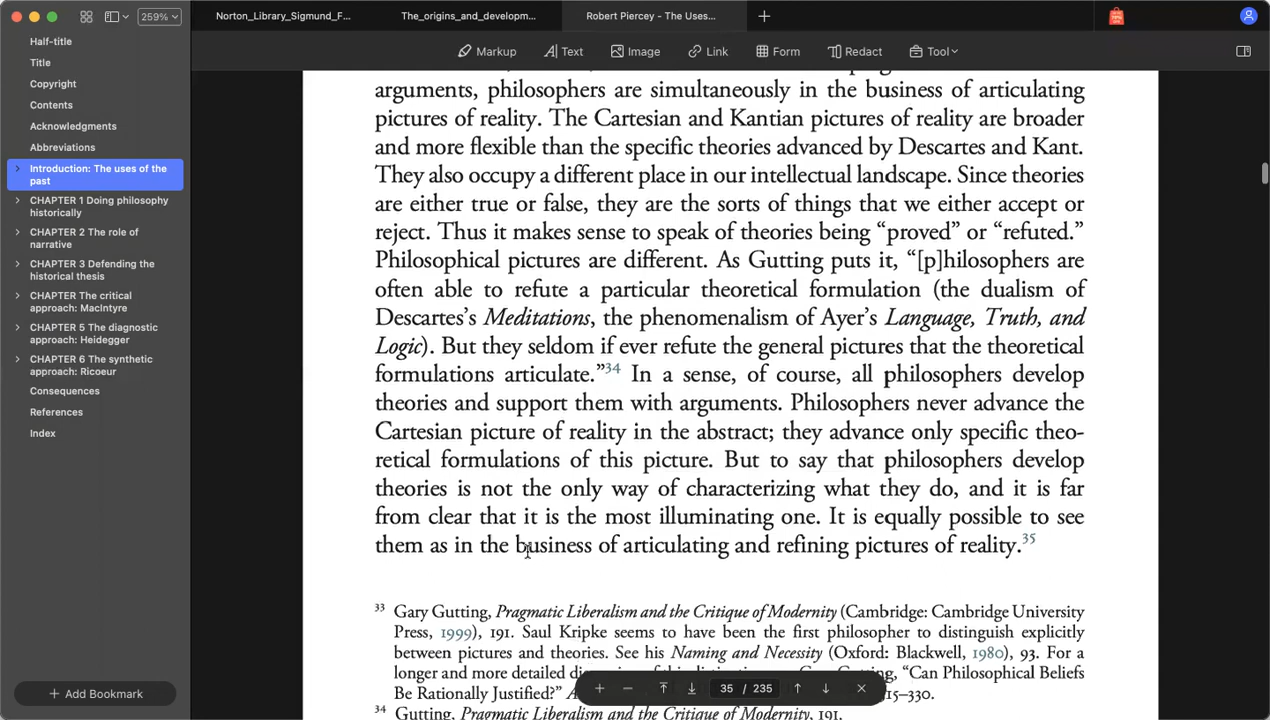 259%
Norton_Library_Sigmund_F...
The_origins_and_developm...
Robert Piercey - The Uses...
Markup
Text
Image
Link
Form
Redact
Tool
Half-title
Title
Copyright
Contents
Acknowledgments
Abbreviations
Introduction: The uses of the
past
CHAPTER 1 Doing philosophy
historically
CHAPTER 2 The role of
narrative
CHAPTER 3 Defending the
historical thesis
CHAPTER The critical
approach: MacIntyre
CHAPTER 5 The diagnostic
approach: Heidegger
CHAPTER 6 The synthetic
approach: Ricoeur
Consequences
References
Index
+ Add Bookmark
arguments, philosophers are simultaneously in the business of articulating
pictures of reality. The Cartesian and Kantian pictures of reality are broader
and more flexible than the specific theories advanced by Descartes and Kant.
They also occupy a different place in our intellectual landscape. Since theories
are either true or false, they are the sorts of things that we either accept or
reject. Thus it makes sense to speak of theories being “proved” or “refuted.”
Philosophical pictures are different. As Gutting puts it, “[p]hilosophers are
often able to refute a particular theoretical formulation (the dualism of
Descartes’s Meditations, the phenomenalism of Ayer’s Language, Truth, and
Logic). But they seldom if ever refute the general pictures that the theoretical
formulations articulate.”34 In a sense, of course, all philosophers develop
theories and support them with arguments. Philosophers never advance the
Cartesian picture of reality in the abstract; they advance only specific theo-
retical formulations of this picture. But to say that philosophers develop
theories is not the only way of characterizing what they do, and it is far
from clear that it is the most illuminating one. It is equally possible to see
them as in the business of articulating and refining pictures of reality.35
33 Gary Gutting, Pragmatic Liberalism and the Critique of Modernity (Cambridge: Cambridge University
Press, 1999), 191. Saul Kripke seems to have been the first philosopher to distinguish explicitly
between pictures and theories. See his Naming and Necessity (Oxford: Blackwell, 1980), 93. For a
longer and more detailed Gutting, “Can Philosophical Beliefs
Be Rationally Justified?” 15–330.
34 Gutting, Pragmatic Liberalism and the Critique of Modernity, 191.
35 / 235